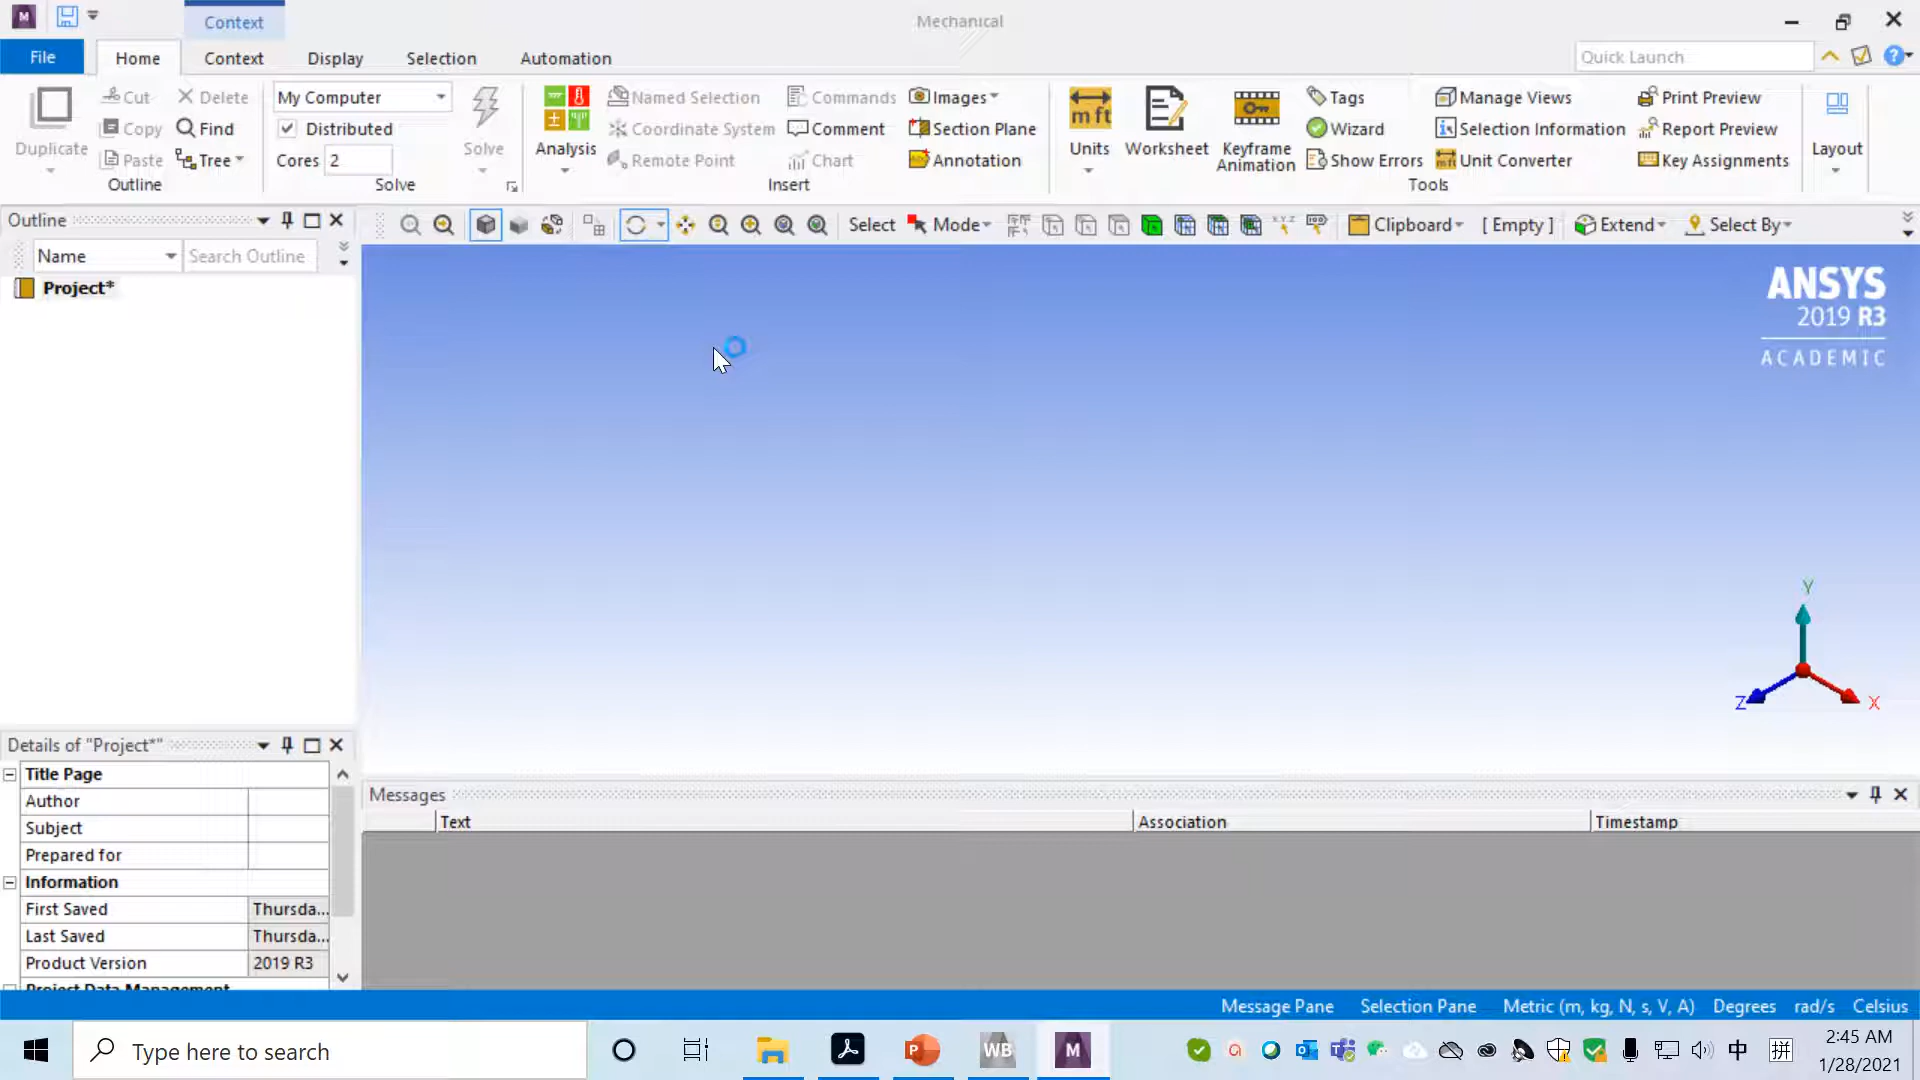 M
Context
Mechanical
File
Home
Context
Display
Selection
Automation
Quick Launch
Duplicate
Cut
Copy
Paste
Delete
Find
Tree
Outline
My Computer
Distributed
Cores 2
Solve
Solve
Analysis
Named Selection
Coordinate System
Remote Point
Commands
Comment
Chart
Insert
Images
Section Plane
Annotation
Units
Worksheet
Keyframe
Animation
Tags
Wizard
Show Errors
Manage Views
Selection Information
Unit Converter
Tools
Print Preview
Report Preview
Key Assignments
Layout
Outline
Select
Mode
Clipboard
[ Empty ]
Extend
Select By
Name
Search Outline
Project*
ANSYS
2019 R3
ACADEMIC
Y
Z
X
Details of "Project*"
Title Page
Author
Subject
Prepared for
Information
First Saved Thursda...
Last Saved Thursda...
Product Version 2019 R3
Project Data Management
Messages
Text
Association
Timestamp
Message Pane
Selection Pane
Metric (m, kg, N, s, V, A)
Degrees
rad/s
Celsius
Type here to search
P
WB
M
中
拼
2:45 AM
1/28/2021